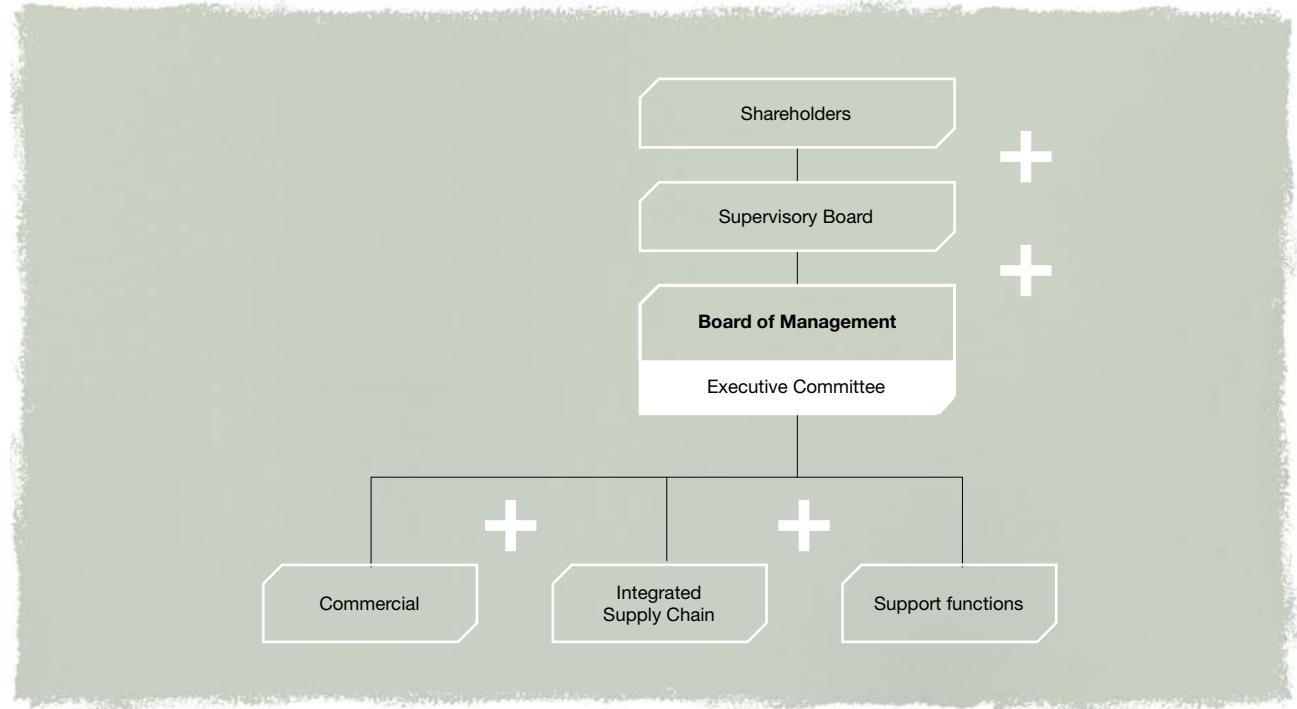 Shareholders
Supervisory Board
Board of Management
Executive Committee
Commercial
Integrated
Supply Chain
Support functions